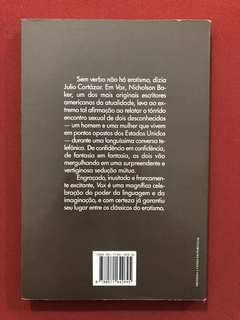 Sem verbo não há erotismo, dizia
Julio Cortázar. Em Vox, Nicholson Ba-
ker, um dos mais originais escritores
americanos da atualidade, leva ao ex-
tremo tal afirmação ao relatar o tórrido
encontro sexual de dois desconhecidos
— um homem e uma mulher que vivem
em pontos opostos dos Estados Unidos
— durante uma longuíssima conversa te-
lefônica. De confidência em confidência,
de fantasia em fantasia, os dois vão
mergulhando em uma surpreendente e
vertiginosa sedução mútua.
Engraçado, inusitado e francamen-
te excitante, Vox é uma magnífica cele-
bração do poder da linguagem e da
imaginação, e com certeza já garantiu
seu lugar entre os clássicos do erotismo.